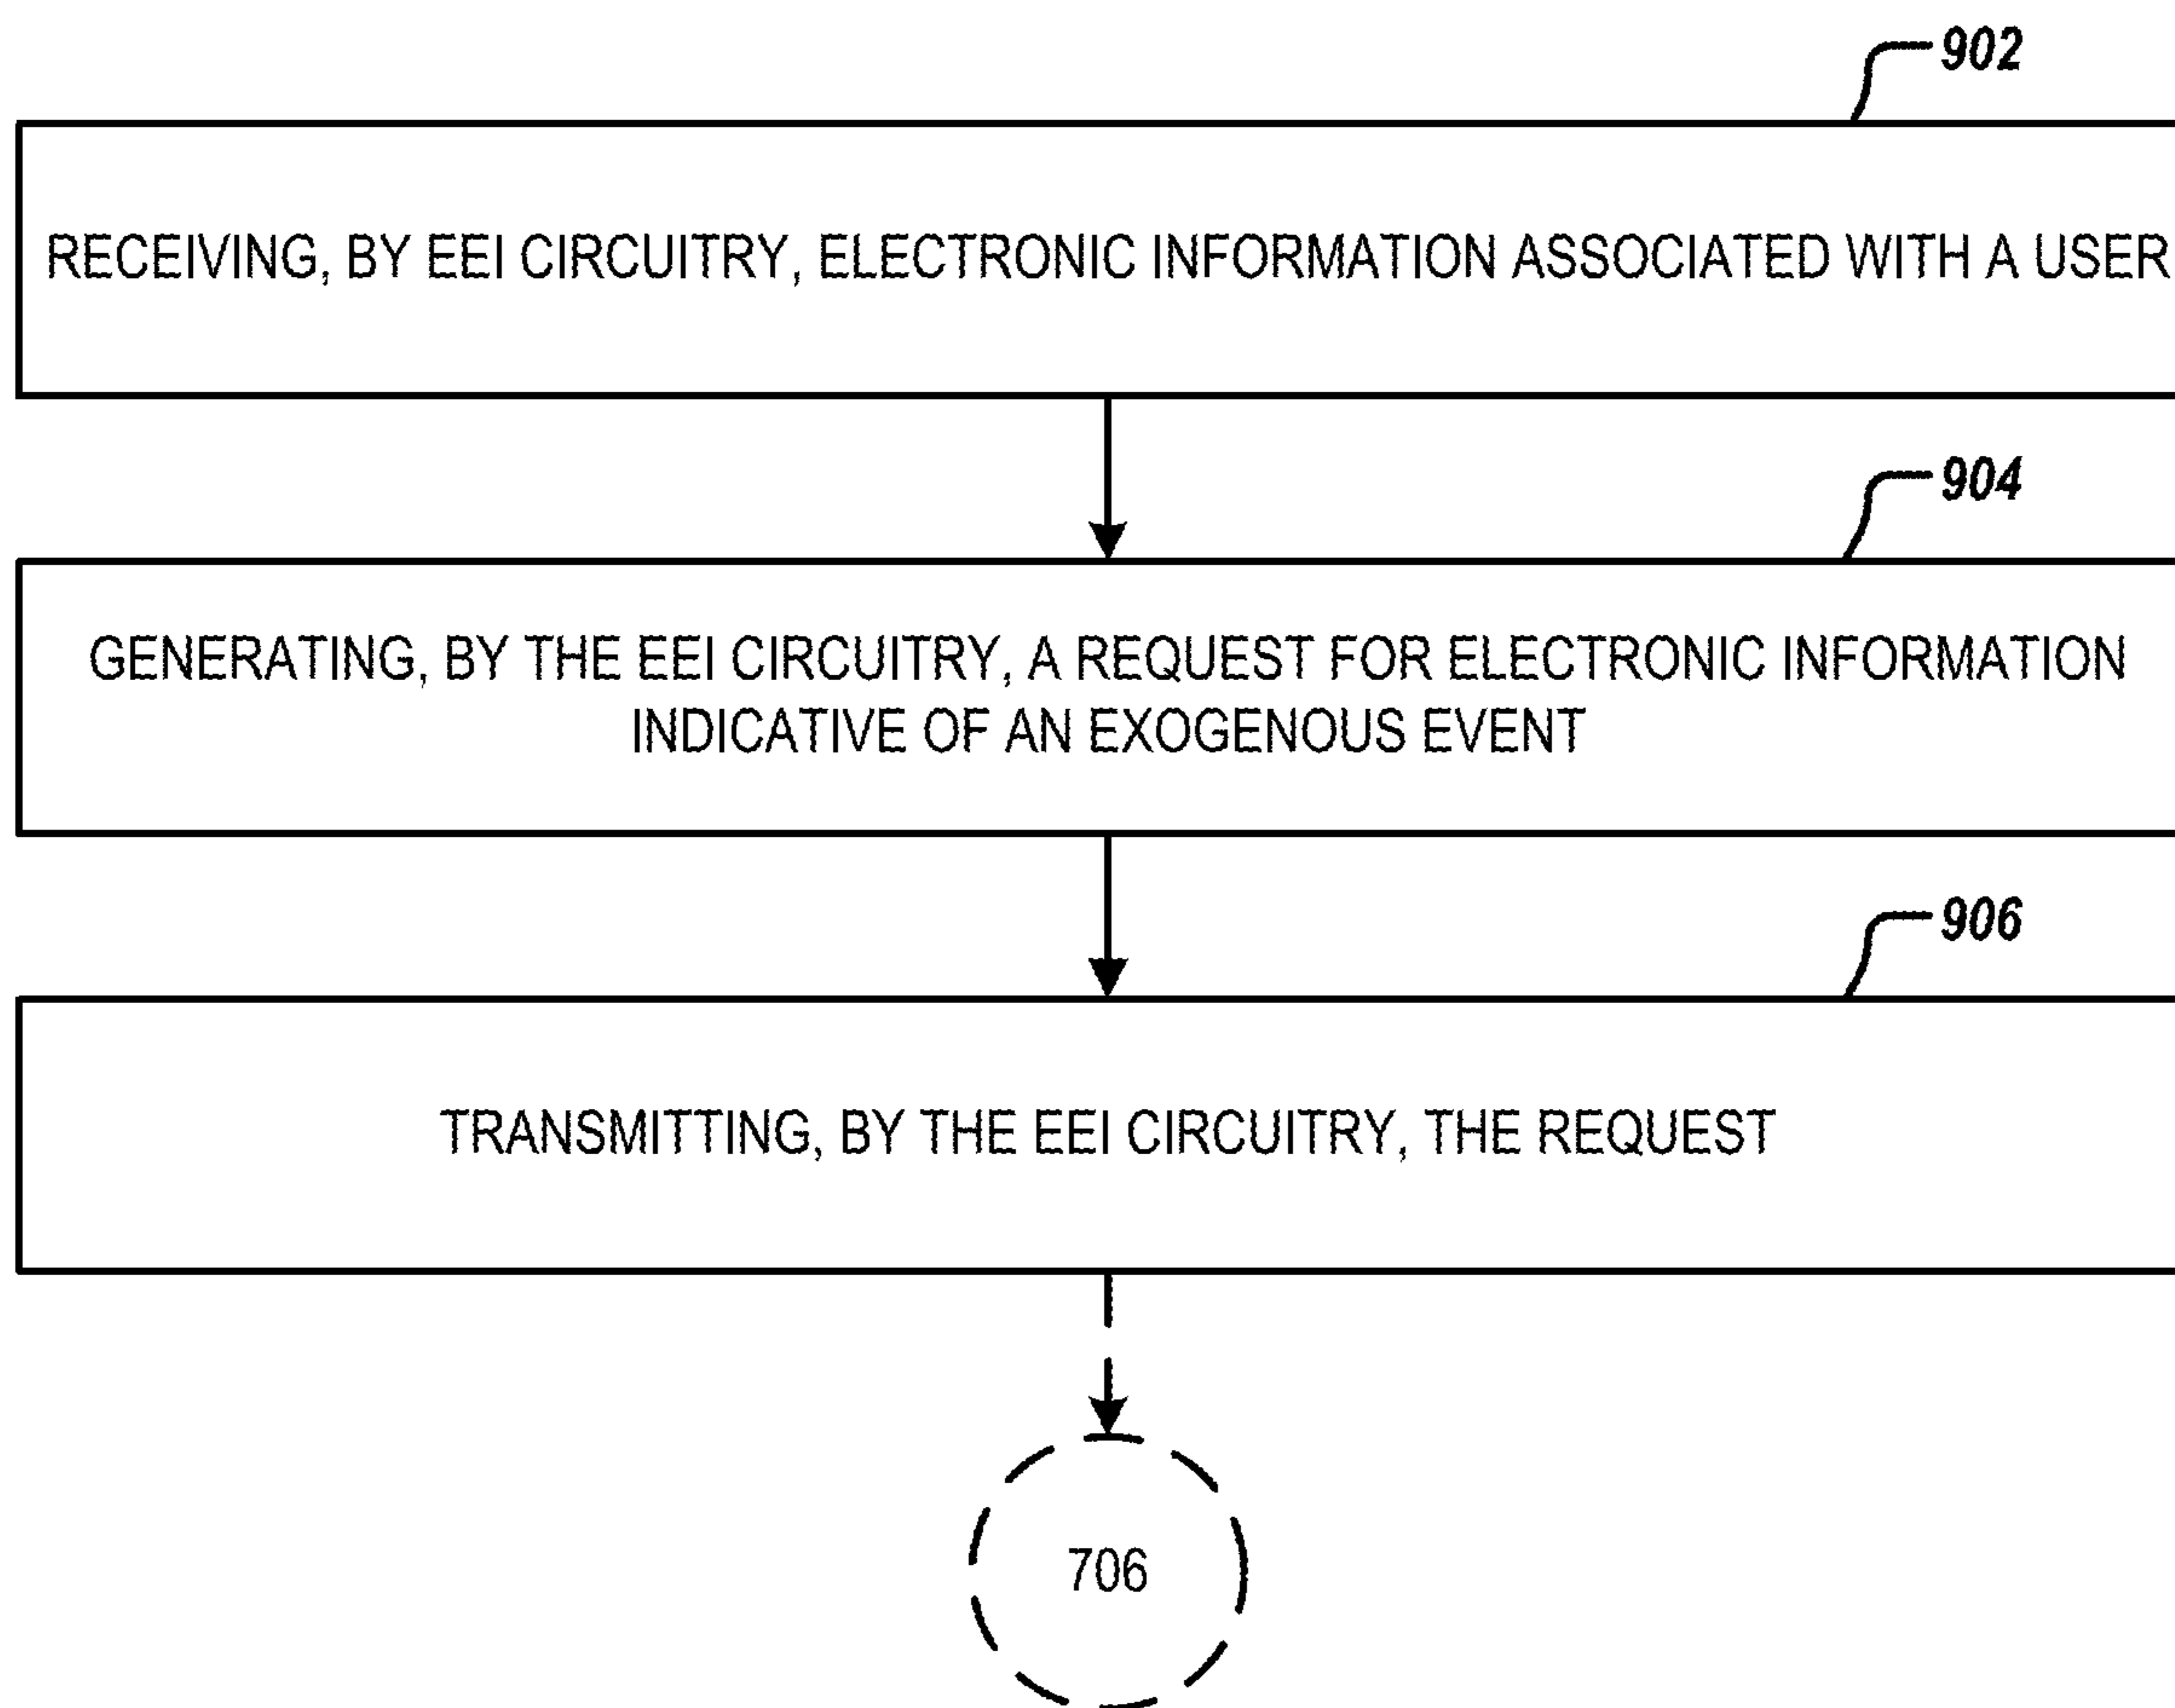 902
RECEIVING, BY EEI CIRCUITRY, ELECTRONIC INFORMATION ASSOCIATED WITH A USER
904
GENERATING, BY THE EEI CIRCUITRY, A REQUEST FOR ELECTRONIC INFORMATION
INDICATIVE OF AN EXOGENOUS EVENT
906
TRANSMITTING, BY THE EEI CIRCUITRY, THE REQUEST
706